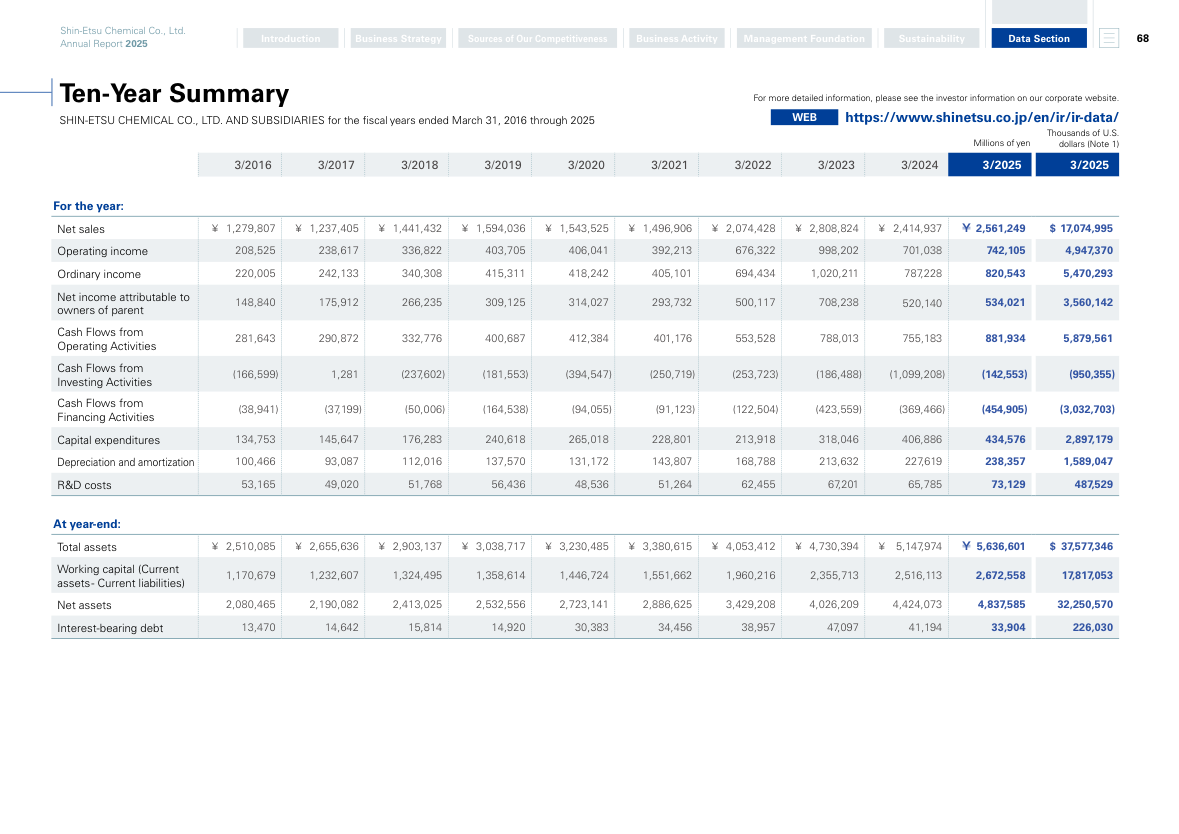 Shin-Etsu Chemical Co., Ltd.
Annual Report 2025
Introduction
Business Strategy
Sources of Our Competitiveness
Business Activity
Management Foundation
Sustainability
Data Section
68
Ten-Year Summary
For more detailed information, please see the investor information on our corporate website.
SHIN-ETSU CHEMICAL CO., LTD. AND SUBSIDIARIES for the fiscal years ended March 31, 2016 through 2025
WEB https://www.shinetsu.co.jp/en/ir/ir-data/
Millions of yen
Thousands of U.S.
dollars (Note 1)
3/2016 3/2017 3/2018 3/2019 3/2020 3/2021 3/2022 3/2023 3/2024 3/2025 3/2025
For the year:
Net sales ¥ 1,279,807 ¥ 1,237,405 ¥ 1,441,432 ¥ 1,594,036 ¥ 1,543,525 ¥ 1,496,906 ¥ 2,074,428 ¥ 2,808,824 ¥ 2,414,937 ¥ 2,561,249 $ 17,074,995
Operating income 208,525 238,617 336,822 403,705 406,041 392,213 676,322 998,202 701,038 742,105 4,947,370
Ordinary income 220,005 242,133 340,308 415,311 418,242 405,101 694,434 1,020,211 787,228 820,543 5,470,293
Net income attributable to
owners of parent 148,840 175,912 266,235 309,125 314,027 293,732 500,117 708,238 520,140 534,021 3,560,142
Cash Flows from
Operating Activities 281,643 290,872 332,776 400,687 412,384 401,176 553,528 788,013 755,183 881,934 5,879,561
Cash Flows from
Investing Activities (166,599) 1,281 (237,602) (181,553) (394,547) (250,719) (253,723) (186,488) (1,099,208) (142,553) (950,355)
Cash Flows from
Financing Activities (38,941) (37,199) (50,006) (164,538) (94,055) (91,123) (122,504) (423,559) (369,466) (454,905) (3,032,703)
Capital expenditures 134,753 145,647 176,283 240,618 265,018 228,801 213,918 318,046 406,886 434,576 2,897,179
Depreciation and amortization 100,466 93,087 112,016 137,570 131,172 143,807 168,788 213,632 227,619 238,357 1,589,047
R&D costs 53,165 49,020 51,768 56,436 48,536 51,264 62,455 67,201 65,785 73,129 487,529
At year-end:
Total assets ¥ 2,510,085 ¥ 2,655,636 ¥ 2,903,137 ¥ 3,038,717 ¥ 3,230,485 ¥ 3,380,615 ¥ 4,053,412 ¥ 4,730,394 ¥ 5,147,974 ¥ 5,636,601 $ 37,577,346
Working capital (Current
assets- Current liabilities) 1,170,679 1,232,607 1,324,495 1,358,614 1,446,724 1,551,662 1,960,216 2,355,713 2,516,113 2,672,558 17,817,053
Net assets 2,080,465 2,190,082 2,413,025 2,532,556 2,723,141 2,886,625 3,429,208 4,026,209 4,424,073 4,837,585 32,250,570
Interest-bearing debt 13,470 14,642 15,814 14,920 30,383 34,456 38,957 47,097 41,194 33,904 226,030